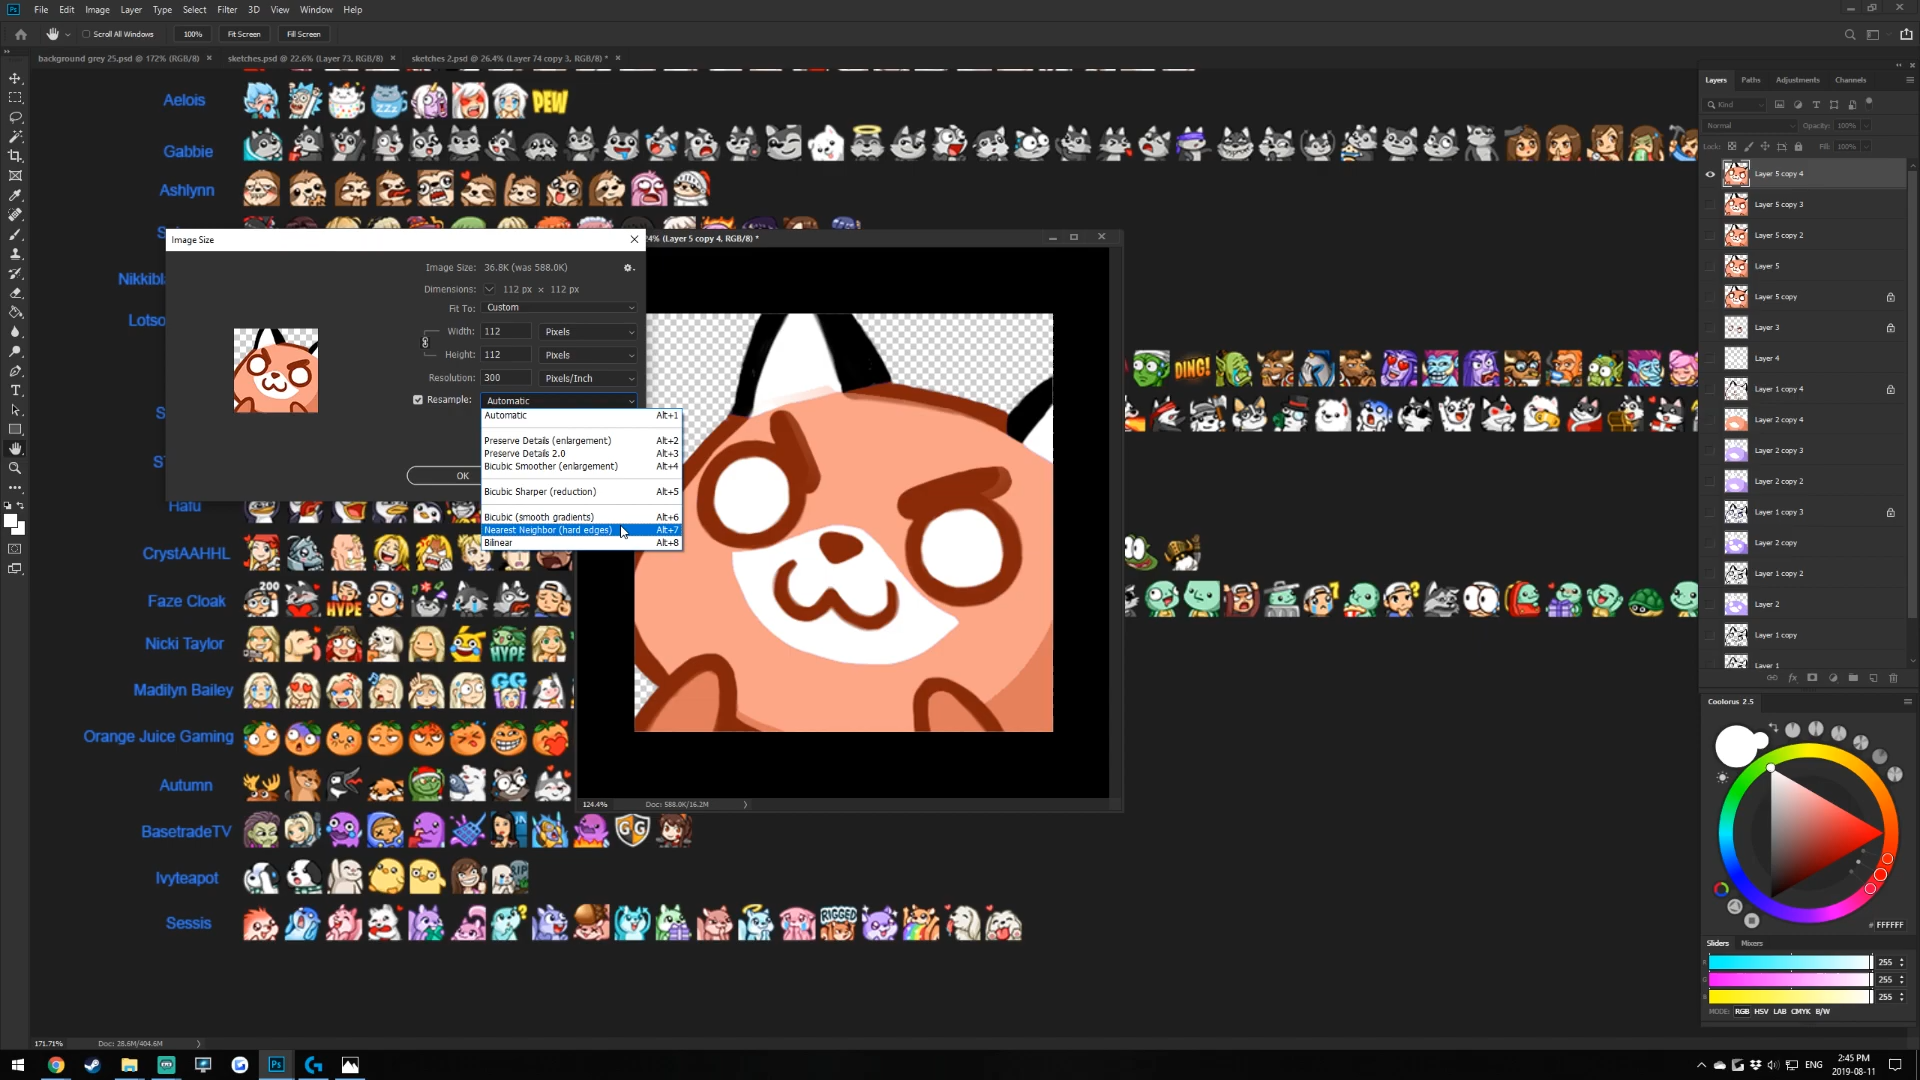 Ps File Edit Image Layer Type Select Filter 3D View Window Help
Scroll All Windows 100% Fit Screen Fill Screen
background grey 25.psd @ 172% (RGB/8) × sketches.psd @ 22.6% (Layer 73, RGB/8) × sketches 2.psd @ 26.4% (Layer 74 copy 3, RGB/8) * ×
Aelois
ZZZ
PEW
Gabbie
Ashlynn
Nikkibl
Lotso
Hafu
CrystAAHHL
Faze Cloak
200
HYPE
Nicki Taylor
HYPE
Madilyn Bailey
GG
Orange Juice Gaming
Autumn
BasetradeTV
GG
Ivyteapot
RIP
Sessis
RIGGED
DING!
Image Size
4% (Layer 5 copy 4, RGB/8) *
Image Size: 36.8K (was 588.0K)
Dimensions: 112 px × 112 px
Fit To: Custom
Width: 112 Pixels
Height: 112 Pixels
Resolution: 300 Pixels/Inch
Resample: Automatic
Automatic Alt+1
Preserve Details (enlargement) Alt+2
Preserve Details 2.0 Alt+3
Bicubic Smoother (enlargement) Alt+4
Bicubic Sharper (reduction) Alt+5
Bicubic (smooth gradients) Alt+6
Nearest Neighbor (hard edges) Alt+7
Bilinear Alt+8
OK
124.4% Doc: 588.0K/16.2M
Layers Paths Adjustments Channels
Kind
Normal Opacity: 100%
Lock: Fill: 100%
Layer 5 copy 4
Layer 5 copy 3
Layer 5 copy 2
Layer 5
Layer 5 copy
Layer 3
Layer 4
Layer 1 copy 4
Layer 2 copy 4
Layer 2 copy 3
Layer 2 copy 2
Layer 1 copy 3
Layer 2 copy
Layer 1 copy 2
Layer 2
Layer 1 copy
Layer 1
Coolorus 2.5
# FFFFFF
Sliders Mixers
255
255
255
MODE: RGB HSV LAB CMYK B/W
171.71% Doc: 28.6M/404.6M
Ps
ENG
2:45 PM
2019-08-11